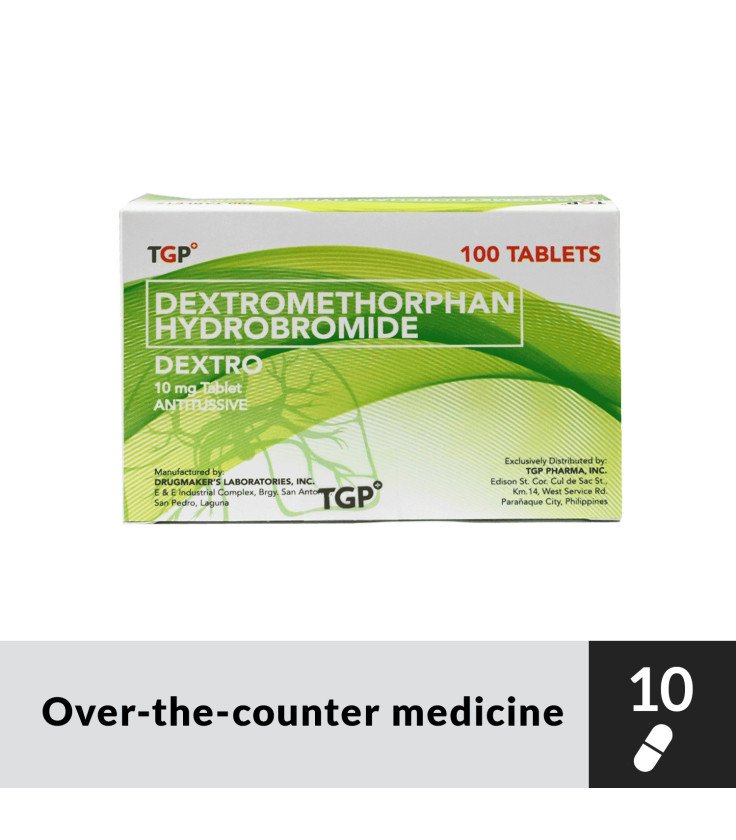 TGP
100 TABLETS
DEXTROMETHORPHAN
HYDROBROMIDE
DEXTRO
10 mg Tablet
ANTITUSSIVE
Manufactured by:
DRUGMAKER'S LABORATORIES, INC.
E & E Industrial Complex, Brgy. San
San Pedro, Laguna
TGP
Exclusively Distributed by:
TGP PHARMA, INC.
Edison St. Cor. Cul de Sac St.,
Km.14, West Service Rd.
Parañaque City, Philippines
Over-the-counter medicine
10